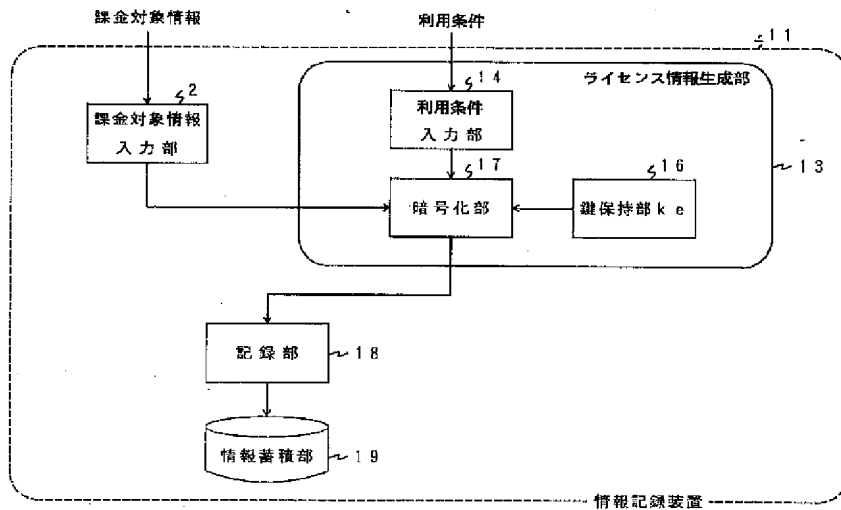 課金対象情報
利用条件
11
ライセンス情報生成部
2
課金対象情報
入力部
14
利用条件
入力部
17
暗号化部
16
鍵保持部ke
13
記録部
18
情報蓄積部
19
情報記録装置